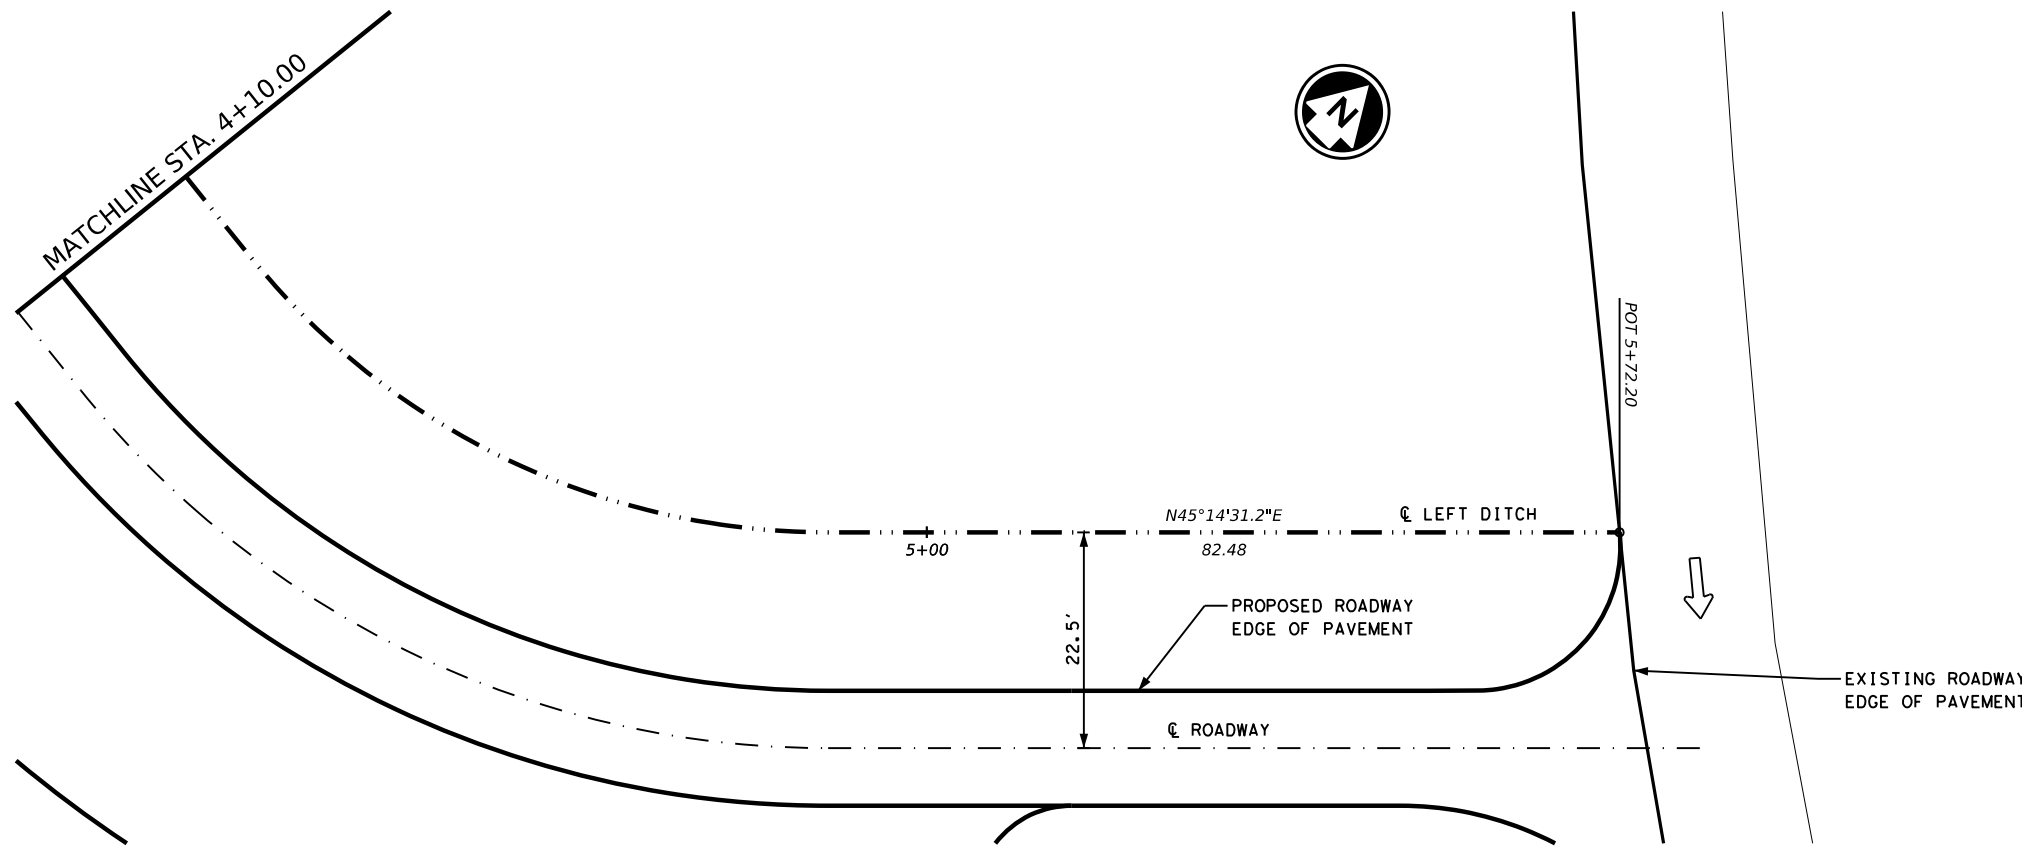 MATCHLINE STA. 4+10.00
N
POT 5+72.20
N45°14'31.2"E
℄ LEFT DITCH
5+00
82.48
22.5'
PROPOSED ROADWAY
EDGE OF PAVEMENT
EXISTING ROADWAY
EDGE OF PAVEMENT
℄ ROADWAY